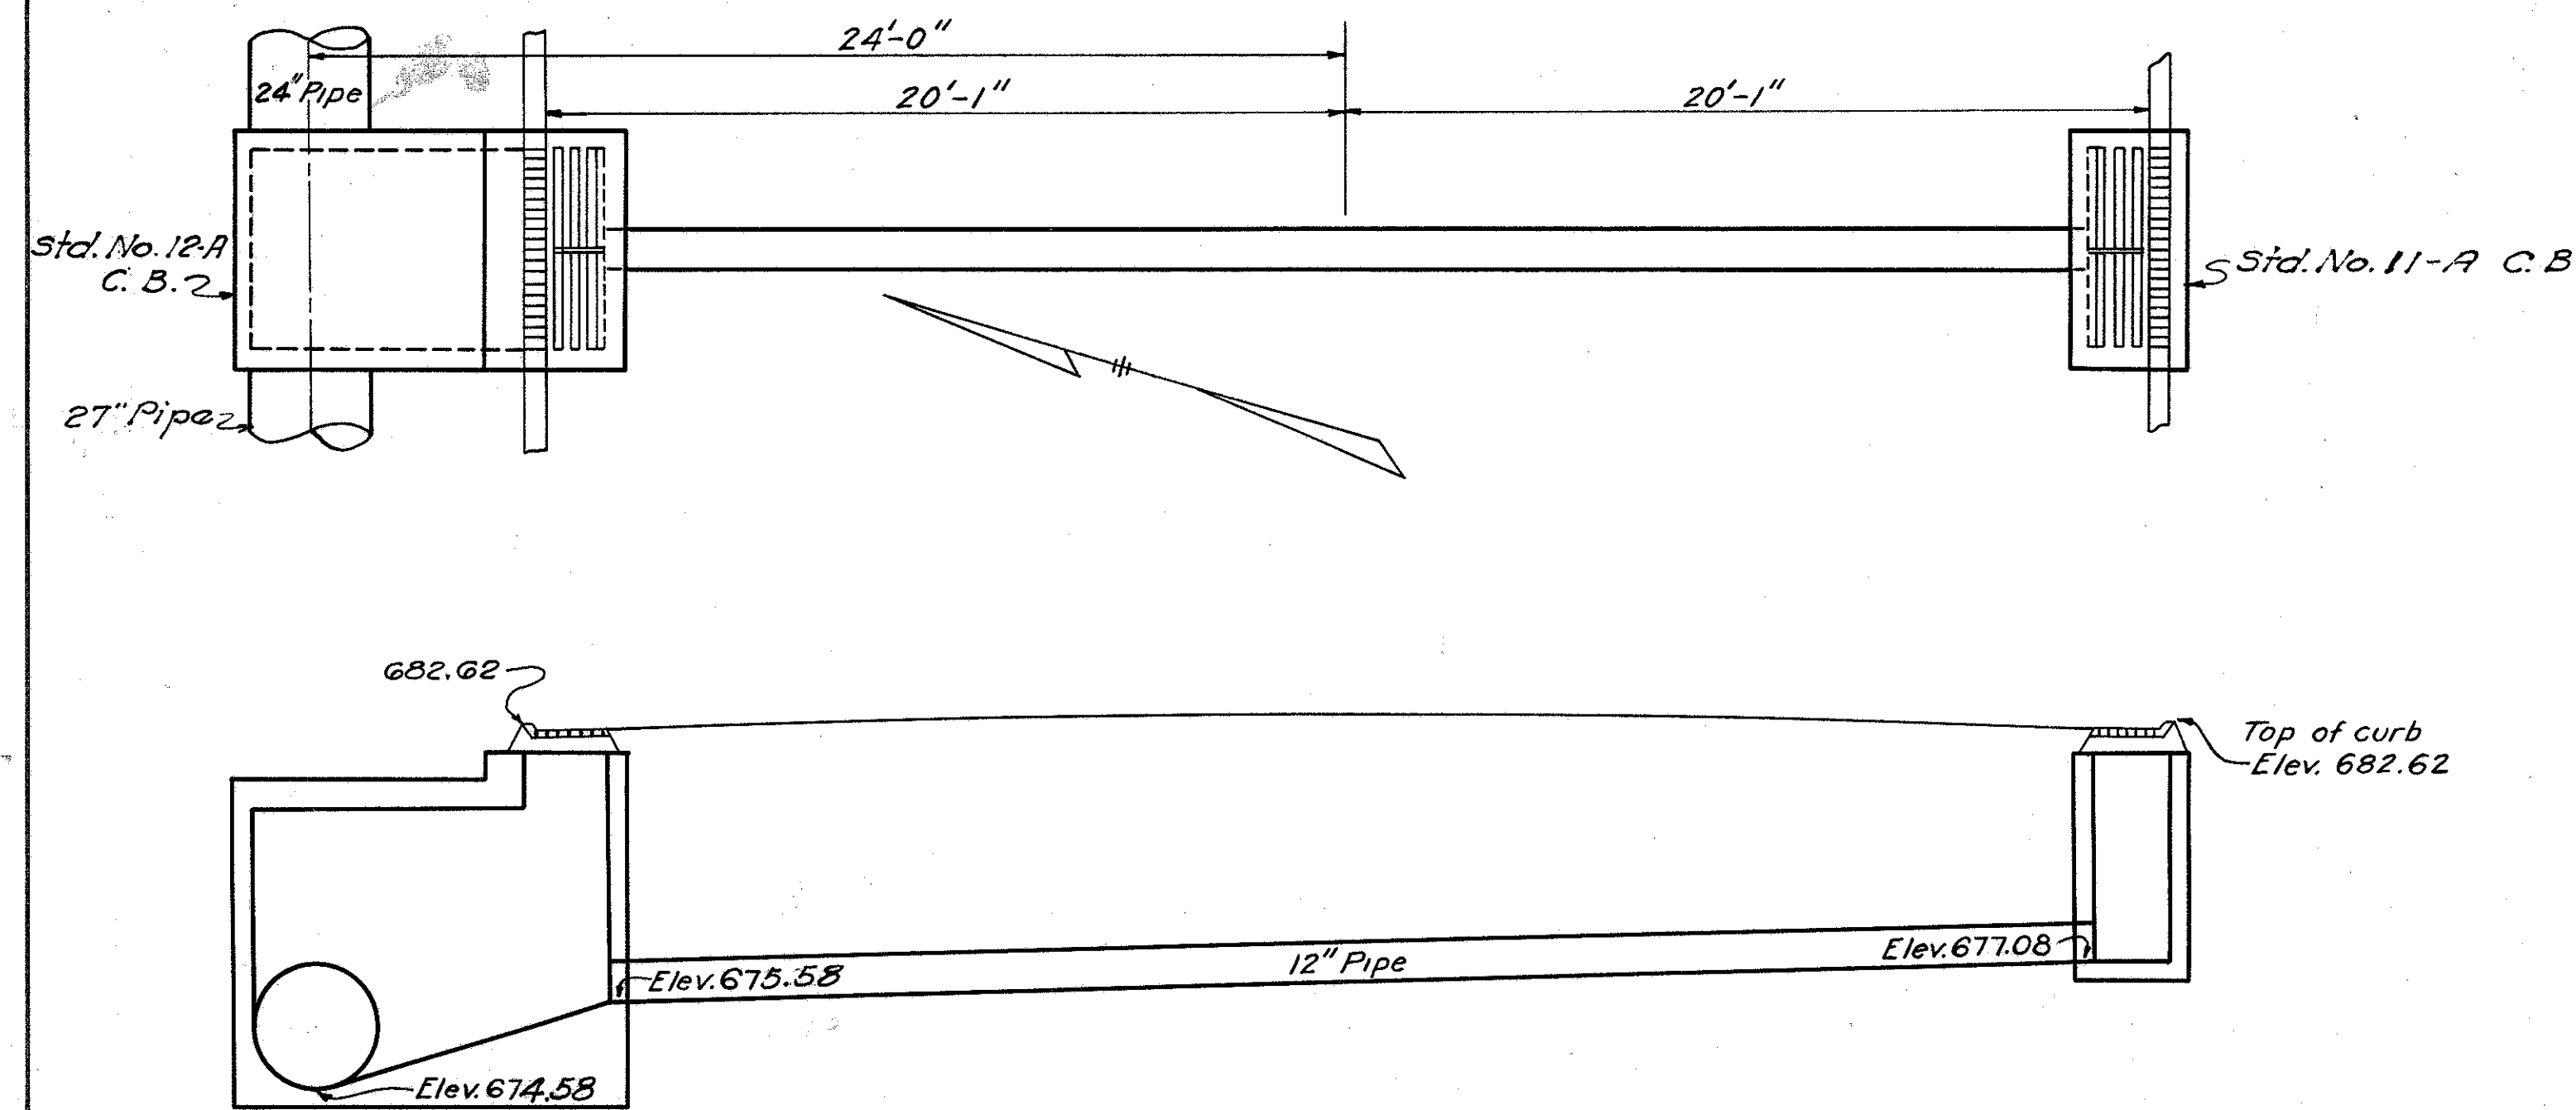 24'-0"
24" Pipe
20'-1"
20'-1"
Std. No. 12-A
C. B.
Std. No. 11-A C. B
27" Pipe
682.62
Top of curb
Elev. 682.62
Elev. 677.08
12" Pipe
Elev. 675.58
Elev. 674.58